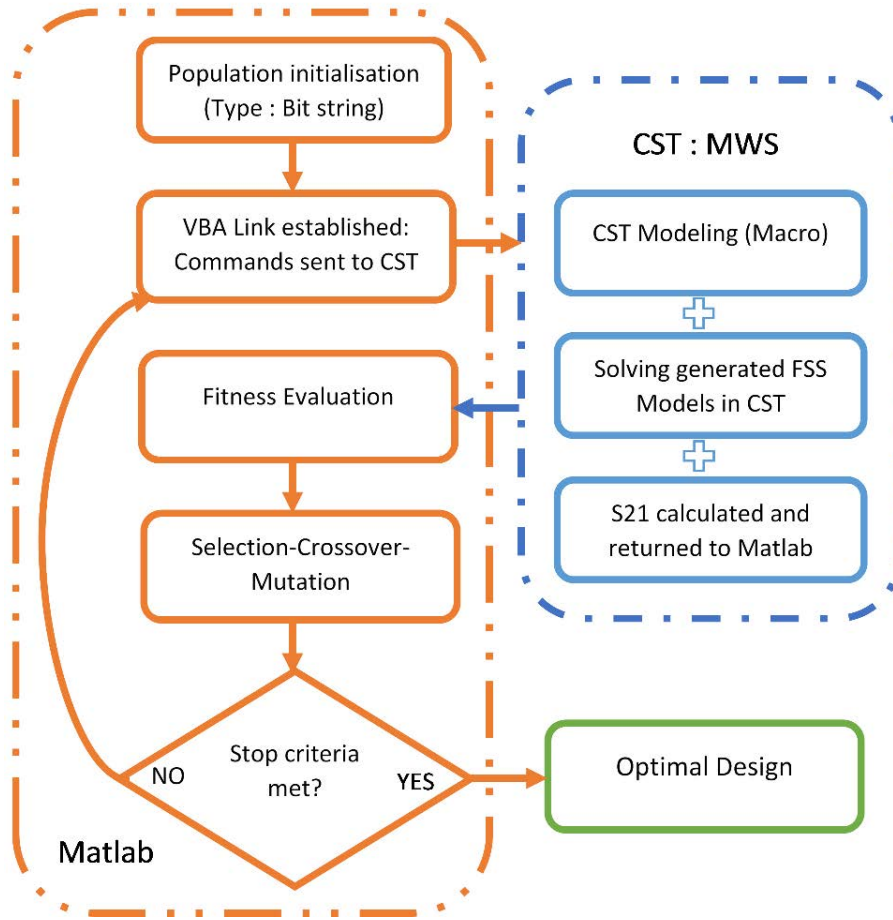 Population initialisation
(Type : Bit string)
VBA Link established:
Commands sent to CST
Fitness Evaluation
Selection-Crossover-
Mutation
Stop criteria
met?
NO
YES
Matlab
CST : MWS
CST Modeling (Macro)
Solving generated FSS
Models in CST
S21 calculated and
returned to Matlab
Optimal Design